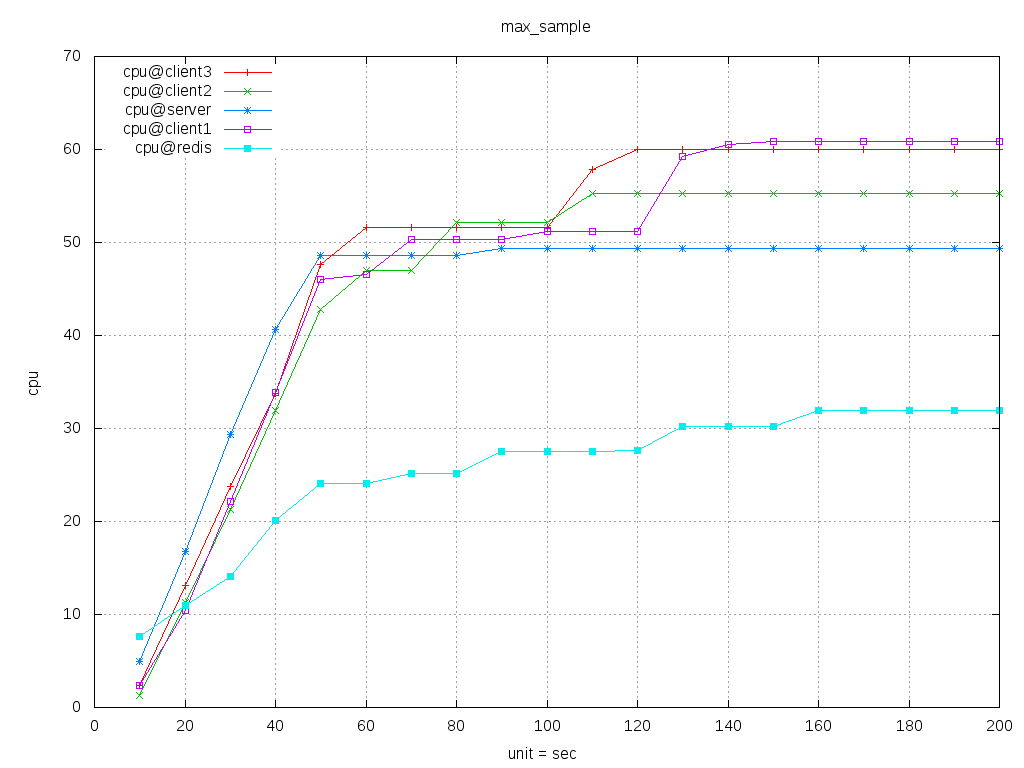 max_sample
70
60
50
40
30
20
10
0
cpu@client3
cpu@client2
cpu@server
cpu@client1
cpu@redis
cpu
0 20 40 60 80 100 120 140 160 180 200
unit = sec